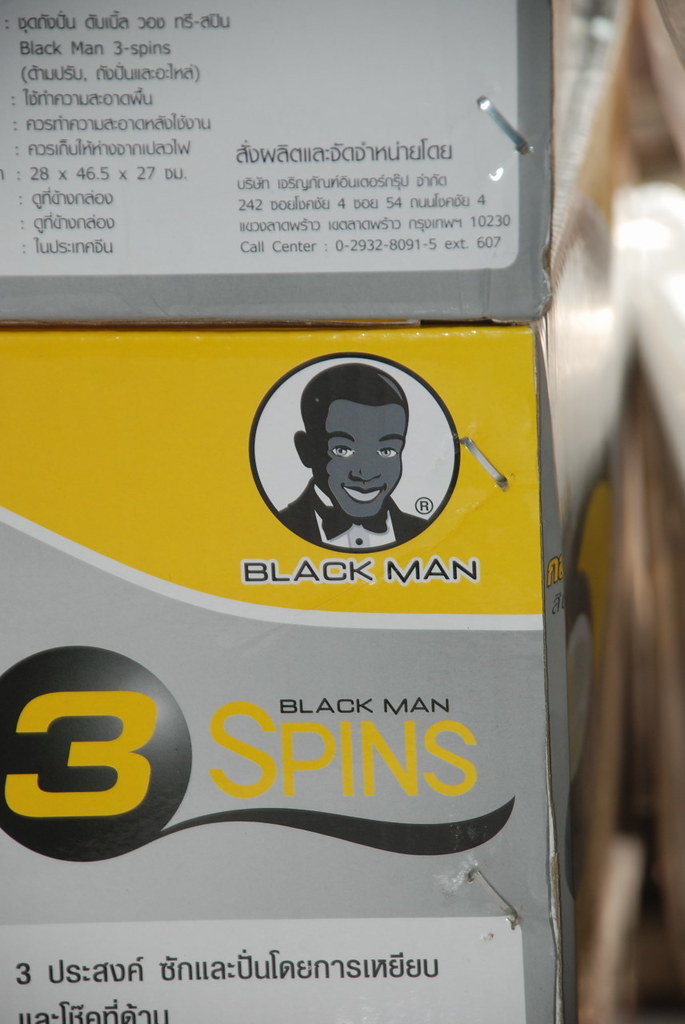 : ชุดถังปั่น ดับเบิ้ล วอช ทรี-สปิน
Black Man 3-spins
(ด้ามปรับ, ถังปั่นและอะไหล่)
: ใช้ทำความสะอาดพื้น
: ควรทำความสะอาดหลังใช้งาน
: ควรเก็บให้ห่างจากเปลวไฟ
: 28 x 46.5 x 27 ซม.
: ดูที่ข้างกล่อง
: ดูที่ข้างกล่อง
: ในประเทศจีน
สั่งผลิตและจัดจำหน่ายโดย
บริษัท เจริญภัณฑ์อินเตอร์กรุ๊ป จำกัด
242 ซอยโชคชัย 4 ซอย 54 ถนนโชคชัย 4
แขวงลาดพร้าว เขตลาดพร้าว กรุงเทพฯ 10230
Call Center : 0-2932-8091-5 ext. 607
®
BLACK MAN
3
BLACK MAN
SPINS
3 ประสงค์ ซักและปั่นโดยการเหยียบ
และโช๊คที่ด้าม